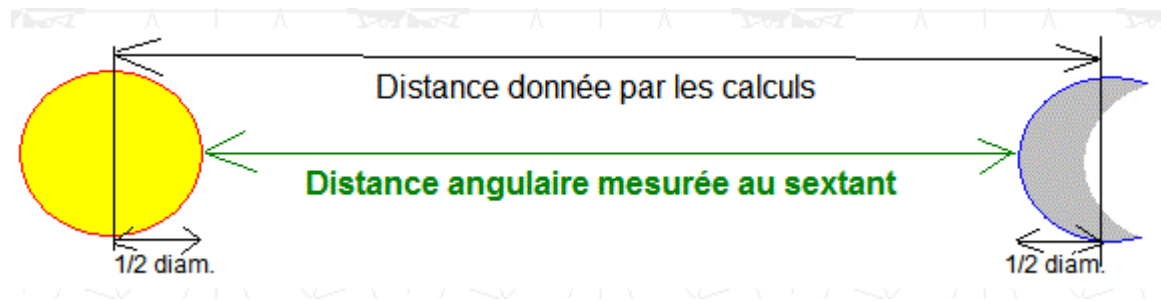 Distance donnée par les calculs
Distance angulaire mesurée au sextant
1/2 diam.
1/2 diam.